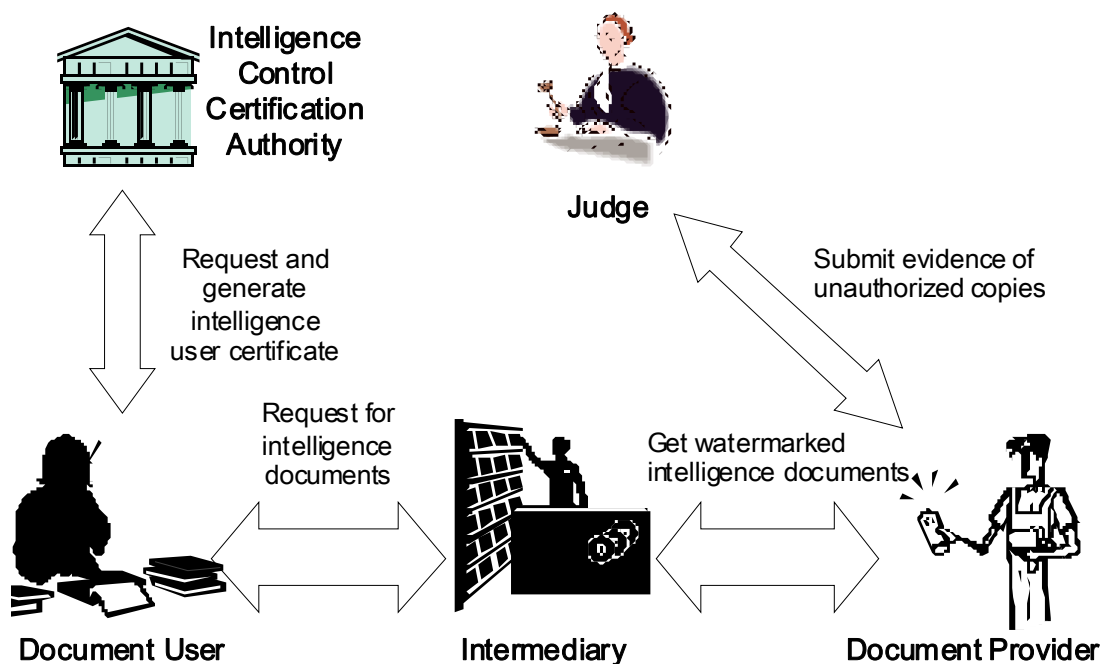 Intelligence
Control
Certification
Authority
Judge
Request and
generate
intelligence
user certificate
Submit evidence of
unauthorized copies
Request for
intelligence
documents
Get watermarked
intelligence documents
Document User
Intermediary
Document Provider